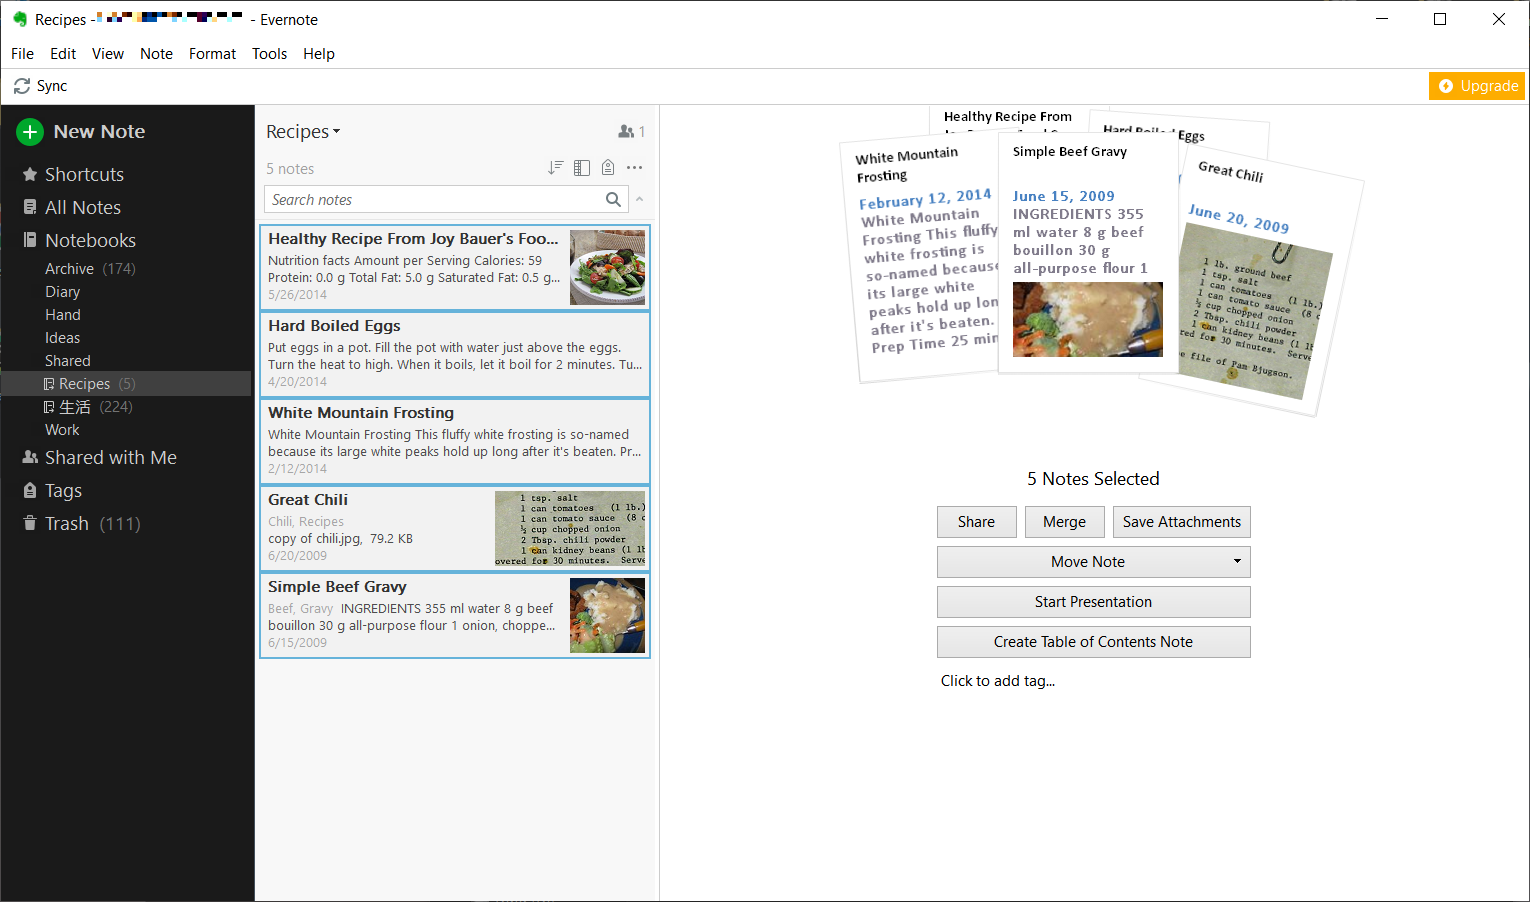 Recipes -
- Evernote
File Edit View Note Format Tools Help
Sync
Upgrade
New Note
Shortcuts
All Notes
Notebooks
Archive (174)
Diary
Hand
Ideas
Shared
Recipes (5)
生活 (224)
Work
Shared with Me
Tags
Trash (111)
Recipes
1
5 notes
Search notes
Healthy Recipe From Joy Bauer's Foo...
Nutrition facts Amount per Serving Calories: 59
Protein: 0.0 g Total Fat: 5.0 g Saturated Fat: 0.5 g...
5/26/2014
Hard Boiled Eggs
Put eggs in a pot. Fill the pot with water just above the eggs.
Turn the heat to high. When it boils, let it boil for 2 minutes. Tu...
4/20/2014
White Mountain Frosting
White Mountain Frosting This fluffy white frosting is so-named
because its large white peaks hold up long after it's beaten. Pr...
2/12/2014
Great Chili
Chili, Recipes
copy of chili.jpg, 79.2 KB
6/20/2009
1 tsp. salt
1 can tomatoes (1 lb.)
1 can tomato sauce (8 o
½ cup chopped onion
2 Tbsp. chili powder
1 can kidney beans (1 lb
overed for 30 minutes. Serve
Simple Beef Gravy
Beef, Gravy INGREDIENTS 355 ml water 8 g beef
bouillon 30 g all-purpose flour 1 onion, choppe...
6/15/2009
Healthy Recipe From
Hard Boiled Eggs
White Mountain
Frosting
February 12, 2014
White Mountain
Frosting This fluffy
white frosting is
so-named because
its large white
peaks hold up long
after it's beaten.
Prep Time 25 min
Simple Beef Gravy
June 15, 2009
INGREDIENTS 355
ml water 8 g beef
bouillon 30 g
all-purpose flour 1
Great Chili
June 20, 2009
1 lb. ground beef
1 tsp. salt
1 can tomatoes (1 lb.)
1 can tomato sauce (8 o
½ cup chopped onion
2 Tbsp. chili powder
1 can kidney beans (1 lb
ered for 30 minutes. Serve
e file of Pam Bjugson.
5 Notes Selected
Share Merge Save Attachments
Move Note
Start Presentation
Create Table of Contents Note
Click to add tag...